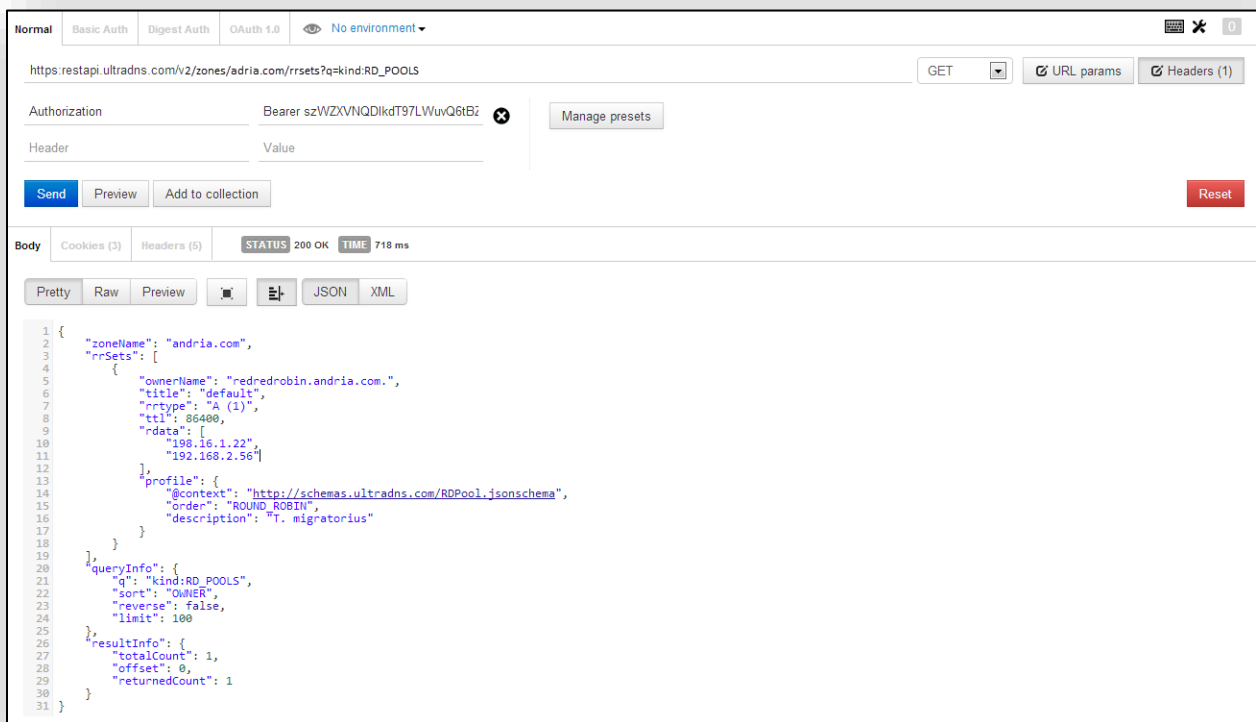 Normal Basic Auth Digest Auth OAuth 1.0 No environment 0
https:restapi.ultradns.com/v2/zones/adria.com/rrsets?q=kind:RD_POOLS GET URL params Headers (1)
Authorization Bearer szWZXVNQDlkdT97LWuvQ6tBZ Manage presets
Header Value
Send Preview Add to collection Reset
Body Cookies (3) Headers (5) STATUS 200 OK TIME 718 ms
Pretty Raw Preview JSON XML
1 {
2 "zoneName": "andria.com",
3 "rrSets": [
4 {
5 "ownerName": "redredrobin.andria.com.",
6 "title": "default",
7 "rrtype": "A (1)",
8 "ttl": 86400,
9 "rdata": [
10 "198.16.1.22",
11 "192.168.2.56"
12 ],
13 "profile": {
14 "@context": "http://schemas.ultradns.com/RDPool.jsonschema",
15 "order": "ROUND_ROBIN",
16 "description": "T. migratorius"
17 }
18 }
19 ],
20 "queryInfo": {
21 "q": "kind:RD_POOLS",
22 "sort": "OWNER",
23 "reverse": false,
24 "limit": 100
25 },
26 "resultInfo": {
27 "totalCount": 1,
28 "offset": 0,
29 "returnedCount": 1
30 }
31 }